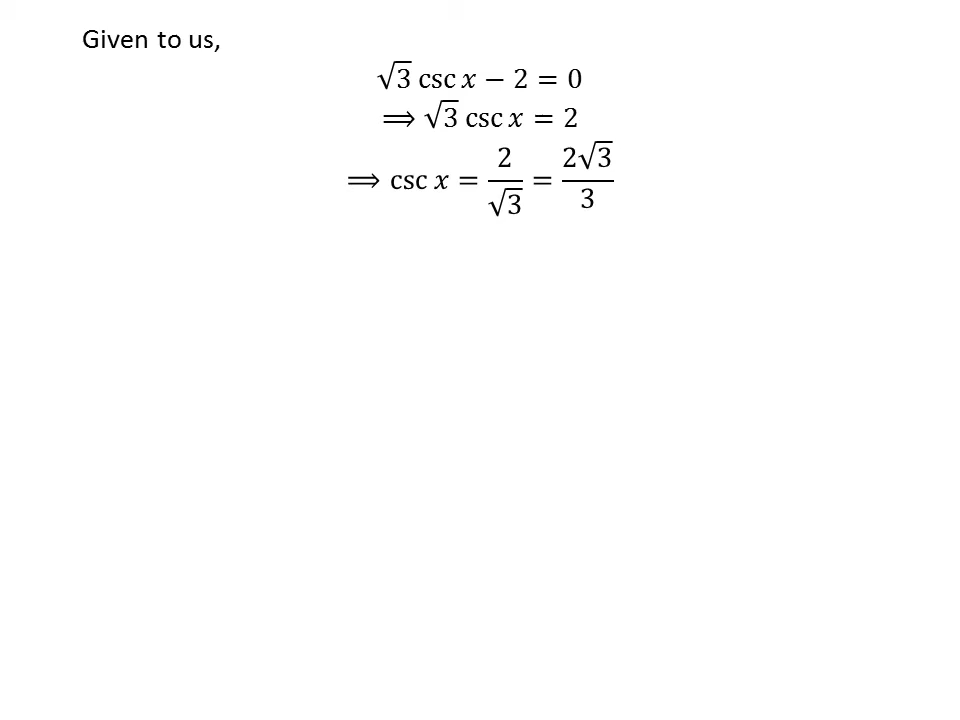 Given to us,
√3 csc x − 2 = 0
⟹ √3 csc x = 2
⟹ csc x = 2/√3 = 2√3/3